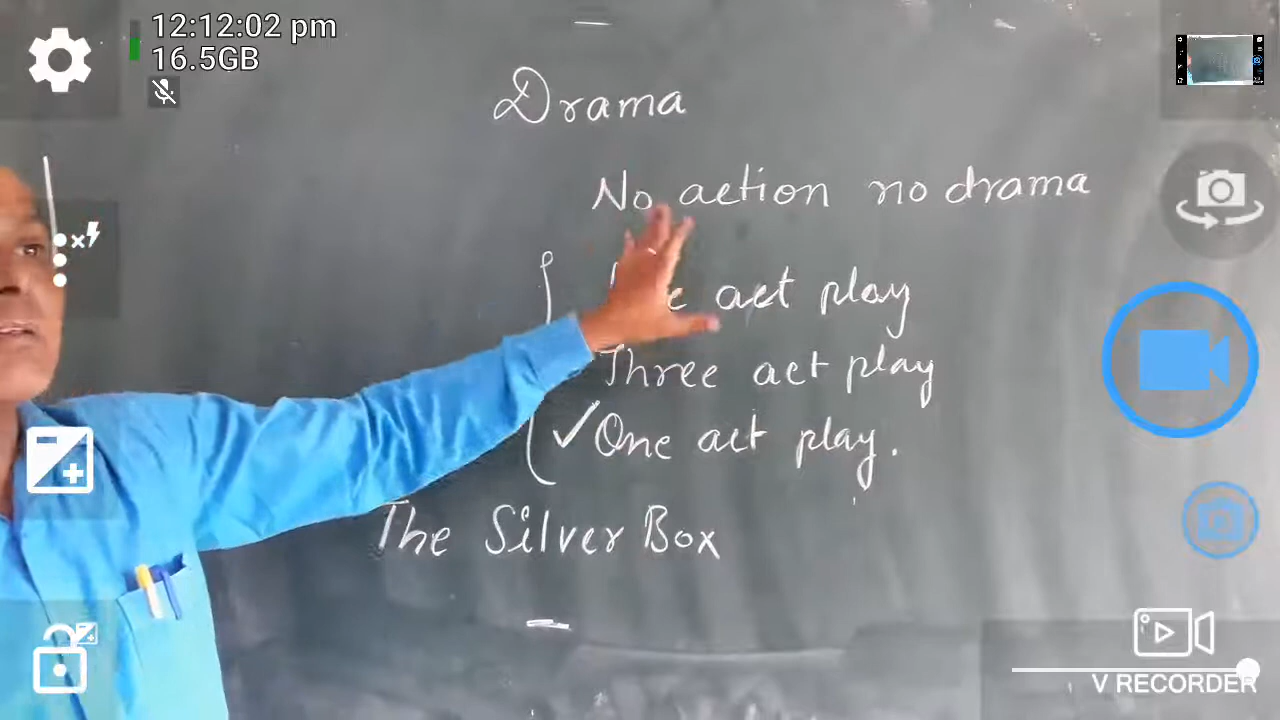 12:12:02 pm
16.5GB
Drama
No action no drama
act play
Three act play
One act play.
The Silver Box
V RECORDER